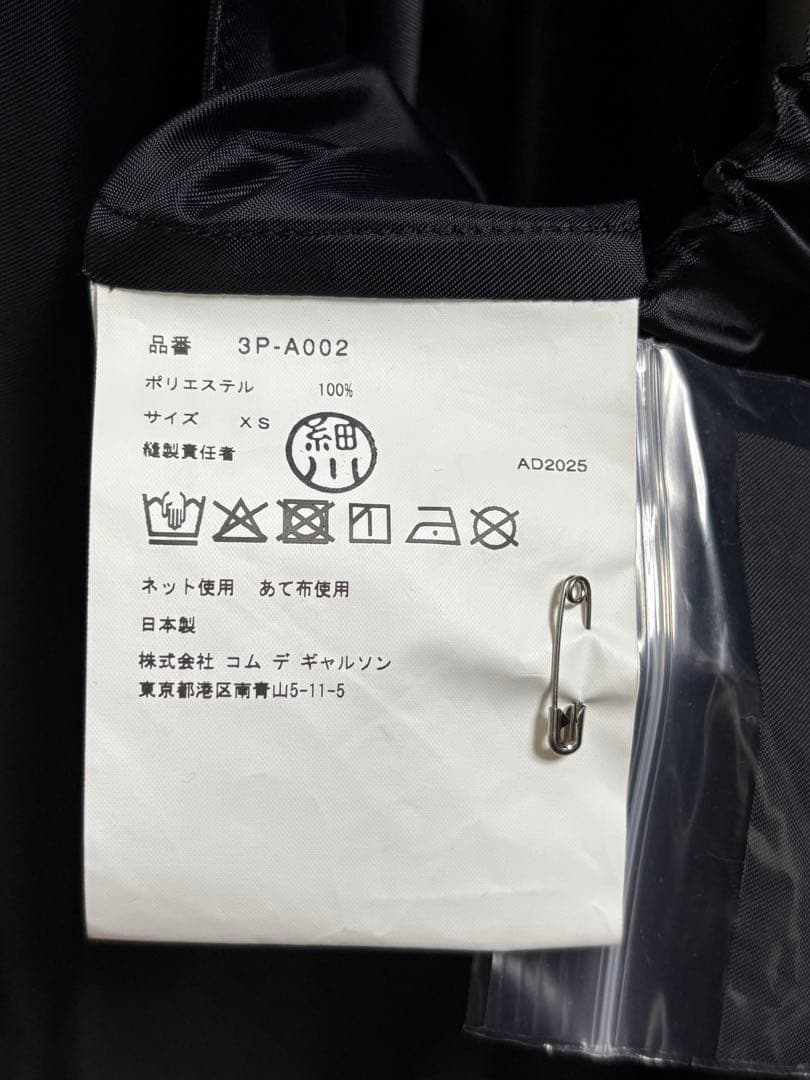 品番 3P-A002
ポリエステル 100%
サイズ XS
縫製責任者 細川
AD2025
ネット使用 あて布使用
日本製
株式会社 コム デ ギャルソン
東京都港区南青山5-11-5